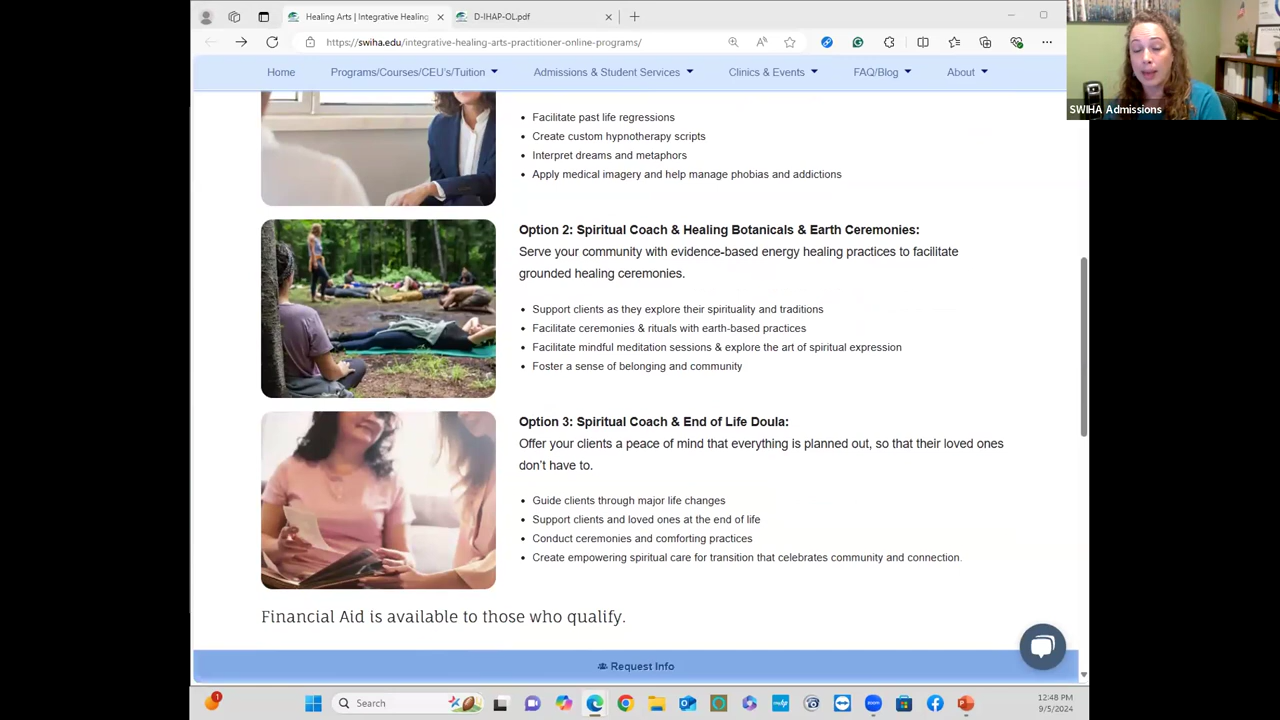 Healing Arts | Integrative Healing
D-IHAP-OL.pdf
https://swiha.edu/integrative-healing-arts-practitioner-online-programs/
Home
Programs/Courses/CEU's/Tuition
Admissions & Student Services
Clinics & Events
FAQ/Blog
About
SWIHA Admissions
Facilitate past life regressions
Create custom hypnotherapy scripts
Interpret dreams and metaphors
Apply medical imagery and help manage phobias and addictions
Option 2: Spiritual Coach & Healing Botanicals & Earth Ceremonies:
Serve your community with evidence-based energy healing practices to facilitate
grounded healing ceremonies.
Support clients as they explore their spirituality and traditions
Facilitate ceremonies & rituals with earth-based practices
Facilitate mindful meditation sessions & explore the art of spiritual expression
Foster a sense of belonging and community
Option 3: Spiritual Coach & End of Life Doula:
Offer your clients a peace of mind that everything is planned out, so that their loved ones
don't have to.
Guide clients through major life changes
Support clients and loved ones at the end of life
Conduct ceremonies and comforting practices
Create empowering spiritual care for transition that celebrates community and connection.
Financial Aid is available to those who qualify.
Request Info
1
Search
12:48 PM
9/5/2024